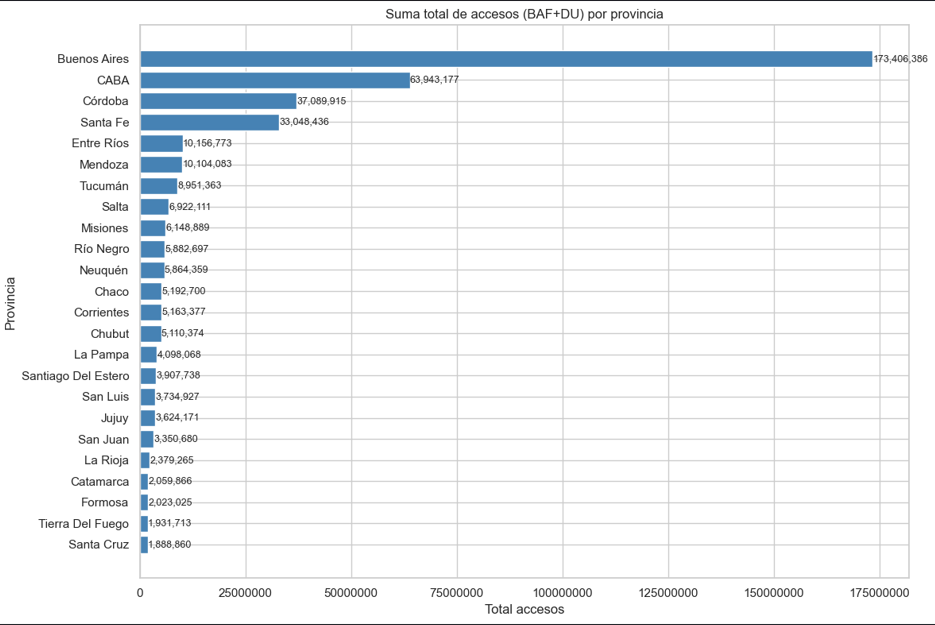 Suma total de accesos (BAF+DU) por provincia
Provincia
Buenos Aires 173,406,386
CABA 63,943,177
Córdoba 37,089,915
Santa Fe 33,048,436
Entre Ríos 10,156,773
Mendoza 10,104,083
Tucumán 8,951,363
Salta 6,922,111
Misiones 6,148,889
Río Negro 5,882,697
Neuquén 5,864,359
Chaco 5,192,700
Corrientes 5,163,377
Chubut 5,110,374
La Pampa 4,098,068
Santiago Del Estero 3,907,738
San Luis 3,734,927
Jujuy 3,624,171
San Juan 3,350,680
La Rioja 2,379,265
Catamarca 2,059,866
Formosa 2,023,025
Tierra Del Fuego 1,931,713
Santa Cruz 1,888,860
0 25000000 50000000 75000000 100000000 125000000 150000000 175000000
Total accesos